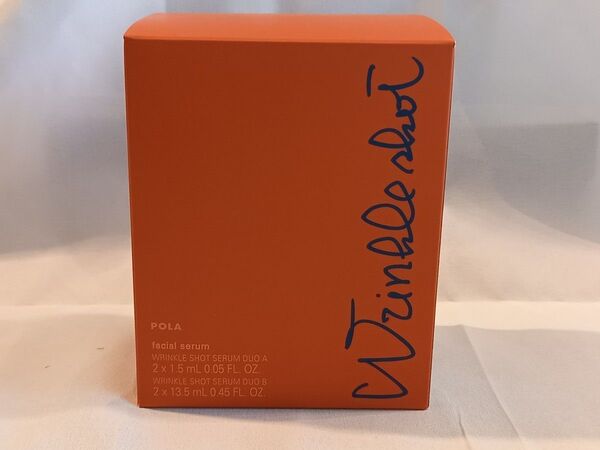 Wrinkle shot
POLA
facial serum
WRINKLE SHOT SERUM DUO A
2 x 1.5 mL 0.05 FL. OZ.
WRINKLE SHOT SERUM DUO B
2 x 13.5 mL 0.45 FL. OZ.